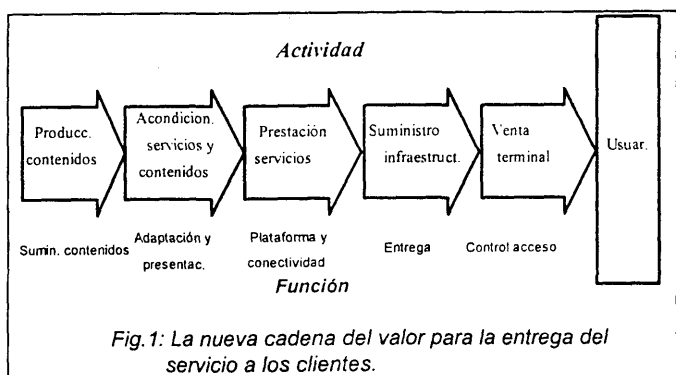 Actividad
Producc.
contenidos
Acondicion.
servicios y
contenidos
Prestación
servicios
Suministro
infraestruct.
Venta
terminal
Usuar.
Sumin. contenidos
Adaptación y
presentac.
Plataforma y
conectividad
Entrega
Control acceso
Función
Fig.1: La nueva cadena del valor para la entrega del
servicio a los clientes.